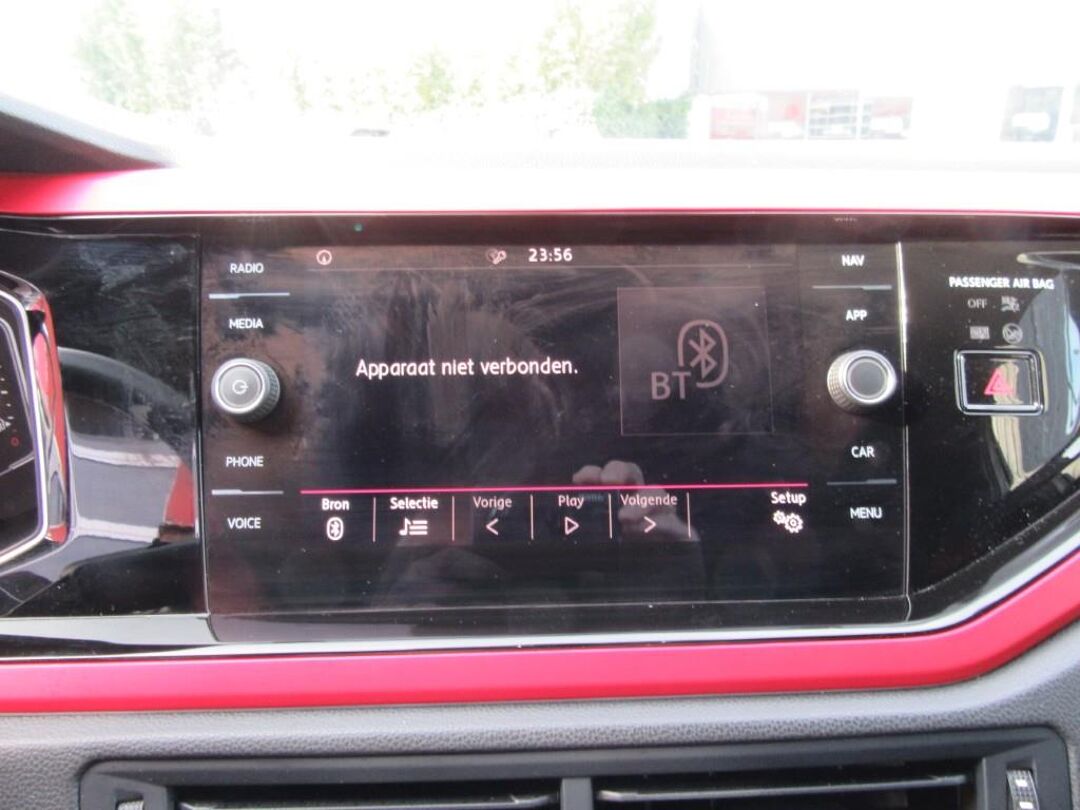 23:56
RADIO
MEDIA
PHONE
VOICE
Apparaat niet verbonden.
BT
Bron
Selectie
Vorige
Play
Volgende
Setup
NAV
APP
CAR
MENU
PASSENGER AIR BAG
OFF